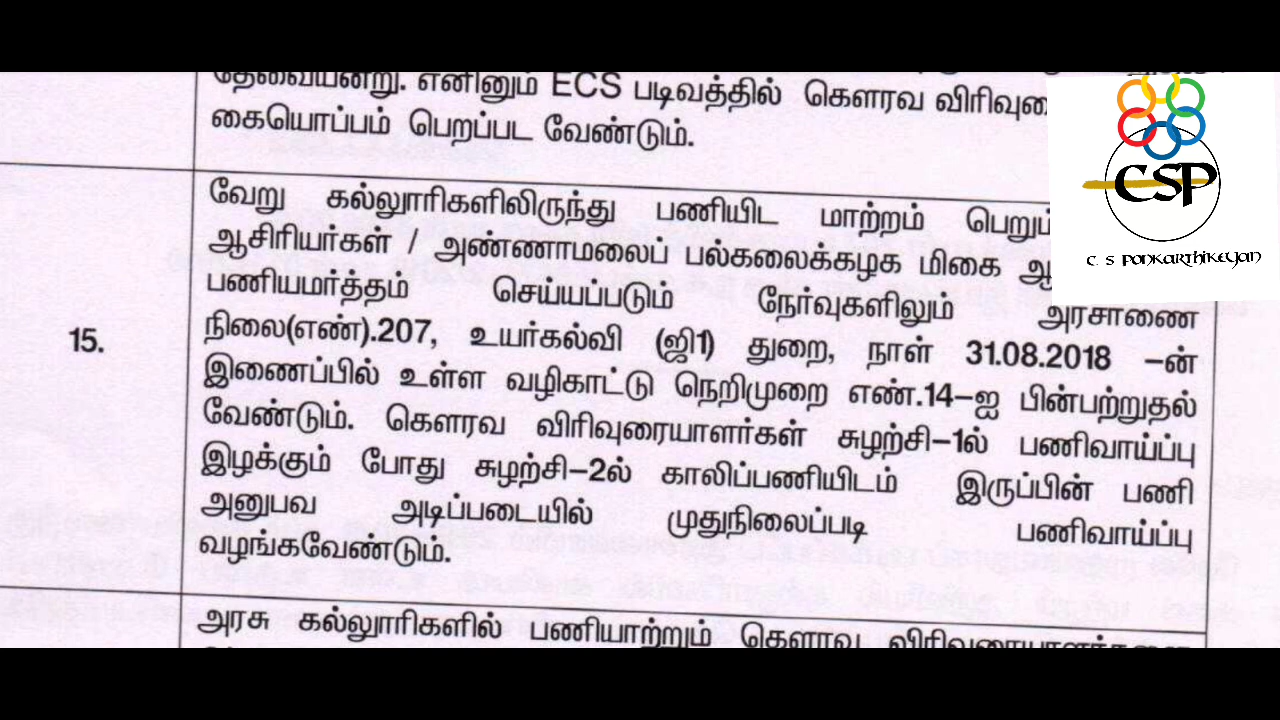 தேவையன்று. எனினும் ECS படிவத்தில் கௌரவ
கையொப்பம் பெறப்பட வேண்டும்.
CSP
C. S PONKARTHIKEYAN
15.
வேறு கல்லூரிகளிலிருந்து பணியிட மாற்றம் பெறும்
ஆசிரியர்கள் / அண்ணாமலைப் பல்கலைக்கழக மிகை
பணியமர்த்தம் செய்யப்படும் நேர்வுகளிலும் அரசாணை
நிலை(எண்).207, உயர்கல்வி (ஜி1) துறை, நாள் 31.08.2018 –ன்
இணைப்பில் உள்ள வழிகாட்டு நெறிமுறை எண்.14–ஐ பின்பற்றுதல்
வேண்டும். கௌரவ விரிவுரையாளர்கள் சுழற்சி–1ல் பணிவாய்ப்பு
இழக்கும் போது சுழற்சி–2ல் காலிப்பணியிடம் இருப்பின் பணி
அனுபவ அடிப்படையில் முதுநிலைப்படி பணிவாய்ப்பு
வழங்கவேண்டும்.
அரசு கல்லூரிகளில் பணியாற்றும் கௌரவ விரிவுரையாளர்களை